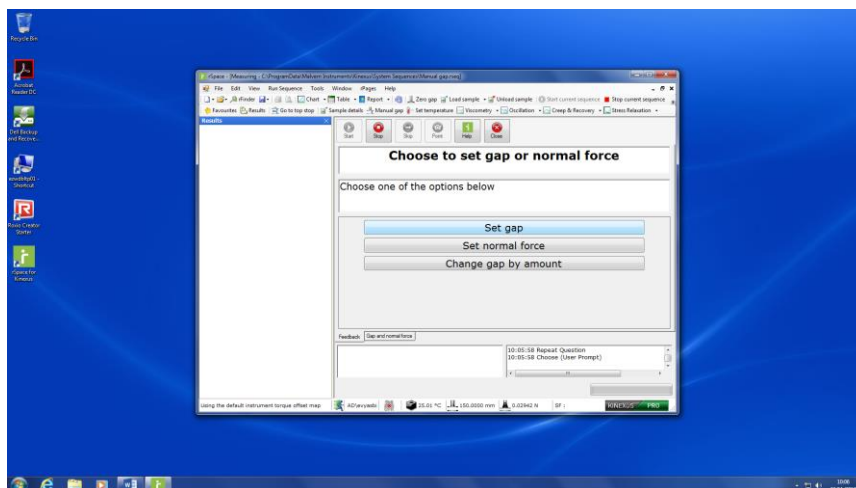 Recycle Bin
Acrobat
Reader DC
Dell Backup
and Recove...
Shortcut
Roxio Creator
Starter
rSpace for
Kinexus
rSpace - [Measuring - C:\ProgramData\Malvern Instruments\Kinexus\System Sequences\Manual gap.rseq]
File Edit View Run Sequence Tools Window rPages Help
rFinder Chart Table Report Zero gap Load sample Unload sample Start current sequence Stop current sequence
Favourites Results Go to top stop Sample details Manual gap Set temperature Viscometry Oscillation Creep & Recovery Stress Relaxation
Results
Start Stop Skip Point Help Close
Choose to set gap or normal force
Choose one of the options below
Set gap
Set normal force
Change gap by amount
Feedback Gap and normal force
10:05:58 Repeat Question
10:05:58 Choose (User Prompt)
Using the default instrument torque offset map 25.01 °C 150.0000 mm 0.03942 N SF : KINEXUS PRO
10:06